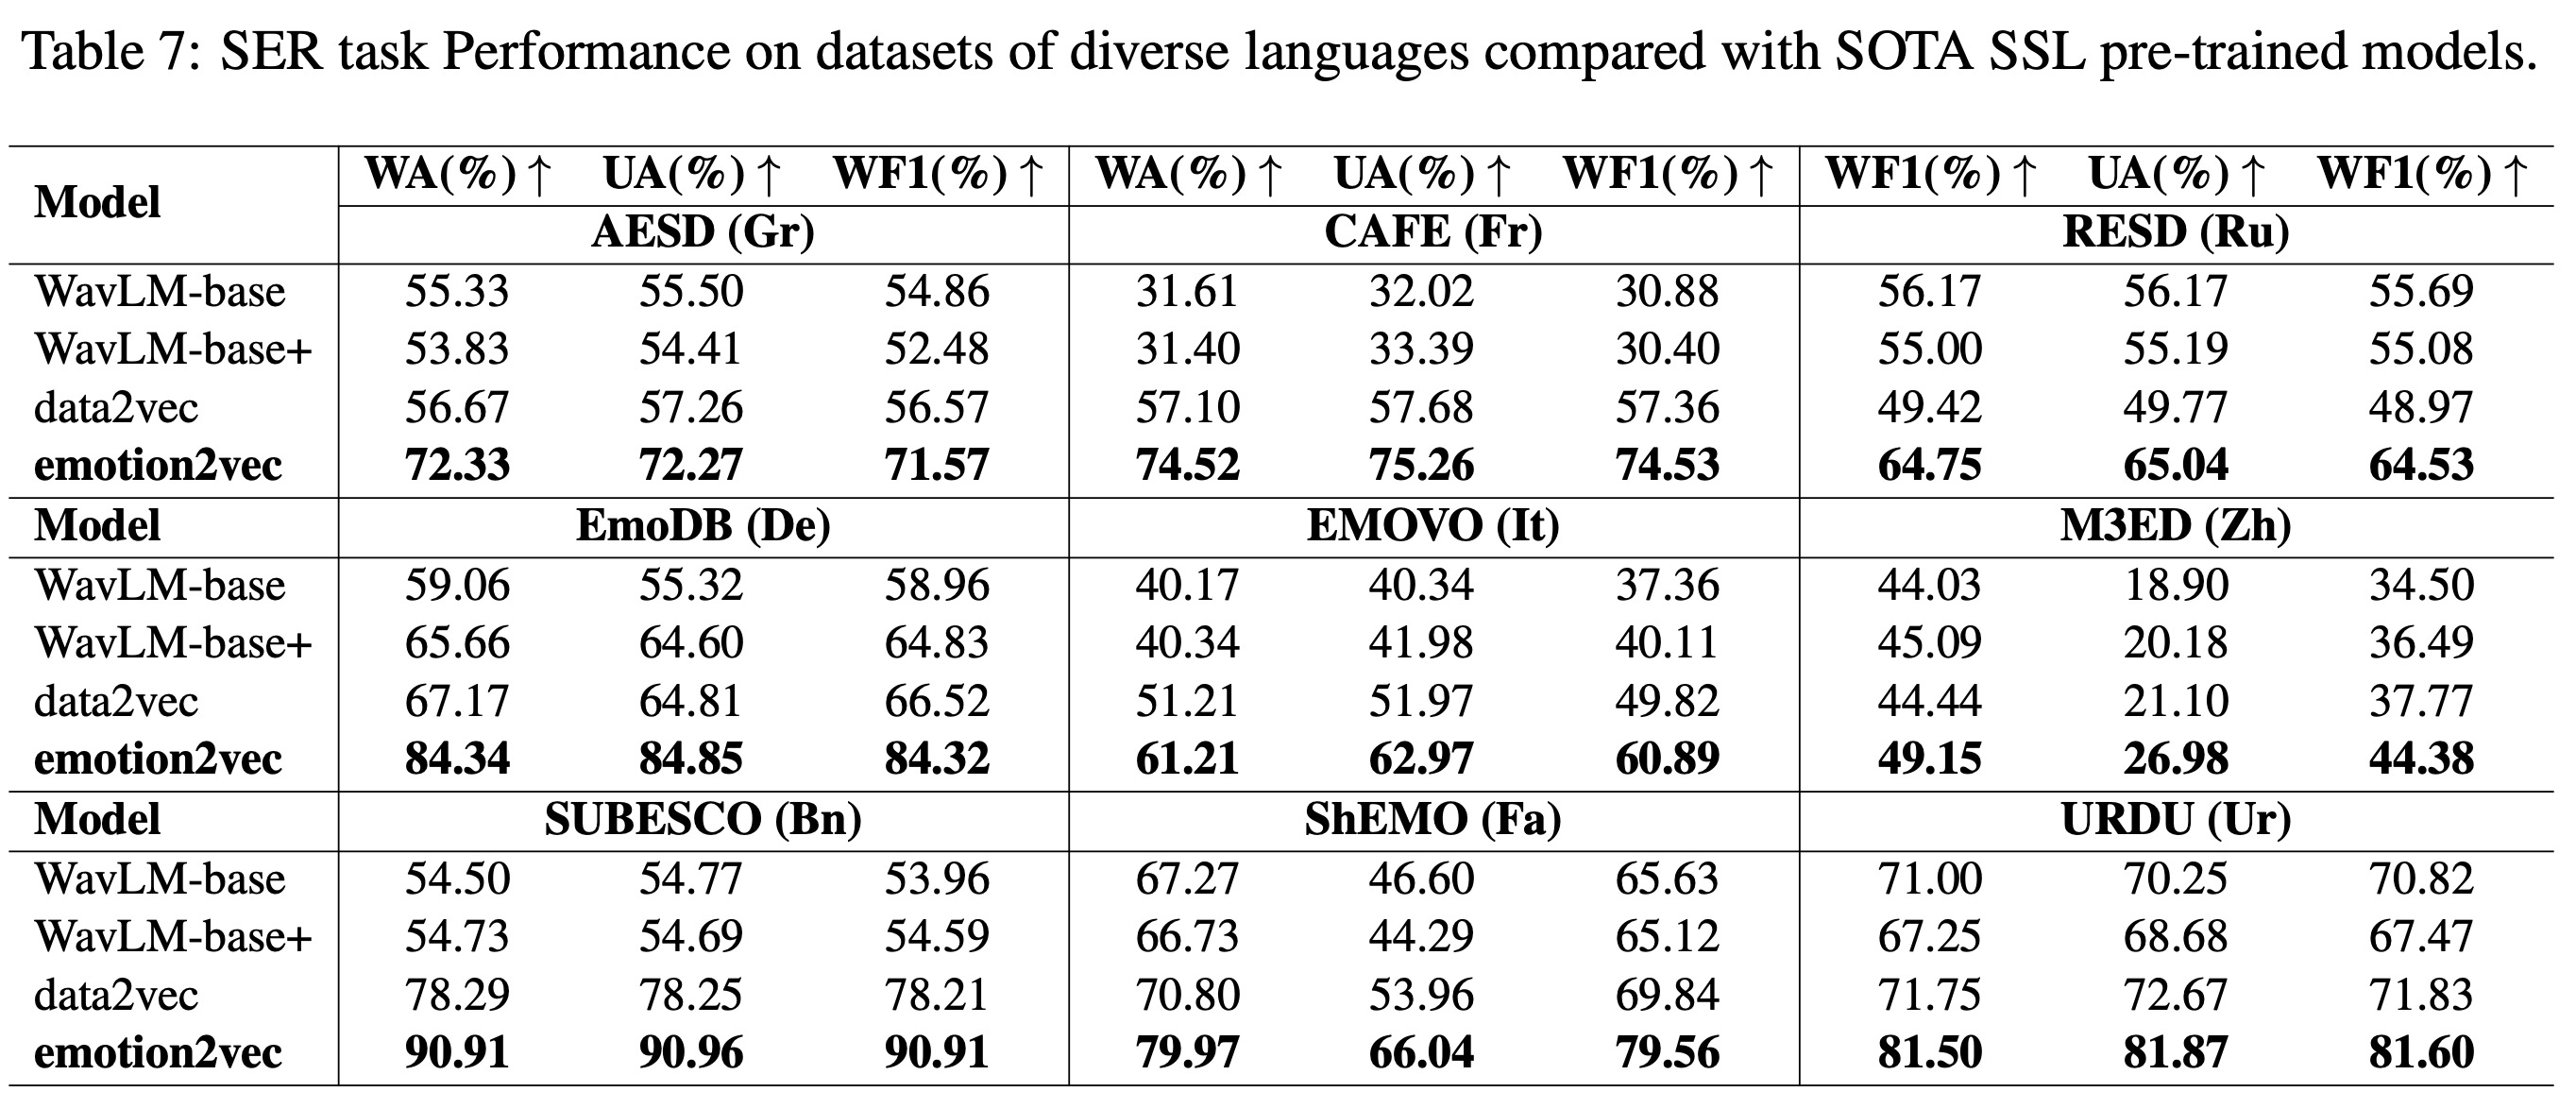 Table 7: SER task Performance on datasets of diverse languages compared with SOTA SSL pre-trained models.
Model WA(%) ↑ UA(%) ↑ WF1(%) ↑ WA(%) ↑ UA(%) ↑ WF1(%) ↑ WF1(%) ↑ UA(%) ↑ WF1(%) ↑
AESD (Gr) CAFE (Fr) RESD (Ru)
WavLM-base 55.33 55.50 54.86 31.61 32.02 30.88 56.17 56.17 55.69
WavLM-base+ 53.83 54.41 52.48 31.40 33.39 30.40 55.00 55.19 55.08
data2vec 56.67 57.26 56.57 57.10 57.68 57.36 49.42 49.77 48.97
emotion2vec 72.33 72.27 71.57 74.52 75.26 74.53 64.75 65.04 64.53
Model EmoDB (De) EMOVO (It) M3ED (Zh)
WavLM-base 59.06 55.32 58.96 40.17 40.34 37.36 44.03 18.90 34.50
WavLM-base+ 65.66 64.60 64.83 40.34 41.98 40.11 45.09 20.18 36.49
data2vec 67.17 64.81 66.52 51.21 51.97 49.82 44.44 21.10 37.77
emotion2vec 84.34 84.85 84.32 61.21 62.97 60.89 49.15 26.98 44.38
Model SUBESCO (Bn) ShEMO (Fa) URDU (Ur)
WavLM-base 54.50 54.77 53.96 67.27 46.60 65.63 71.00 70.25 70.82
WavLM-base+ 54.73 54.69 54.59 66.73 44.29 65.12 67.25 68.68 67.47
data2vec 78.29 78.25 78.21 70.80 53.96 69.84 71.75 72.67 71.83
emotion2vec 90.91 90.96 90.91 79.97 66.04 79.56 81.50 81.87 81.60